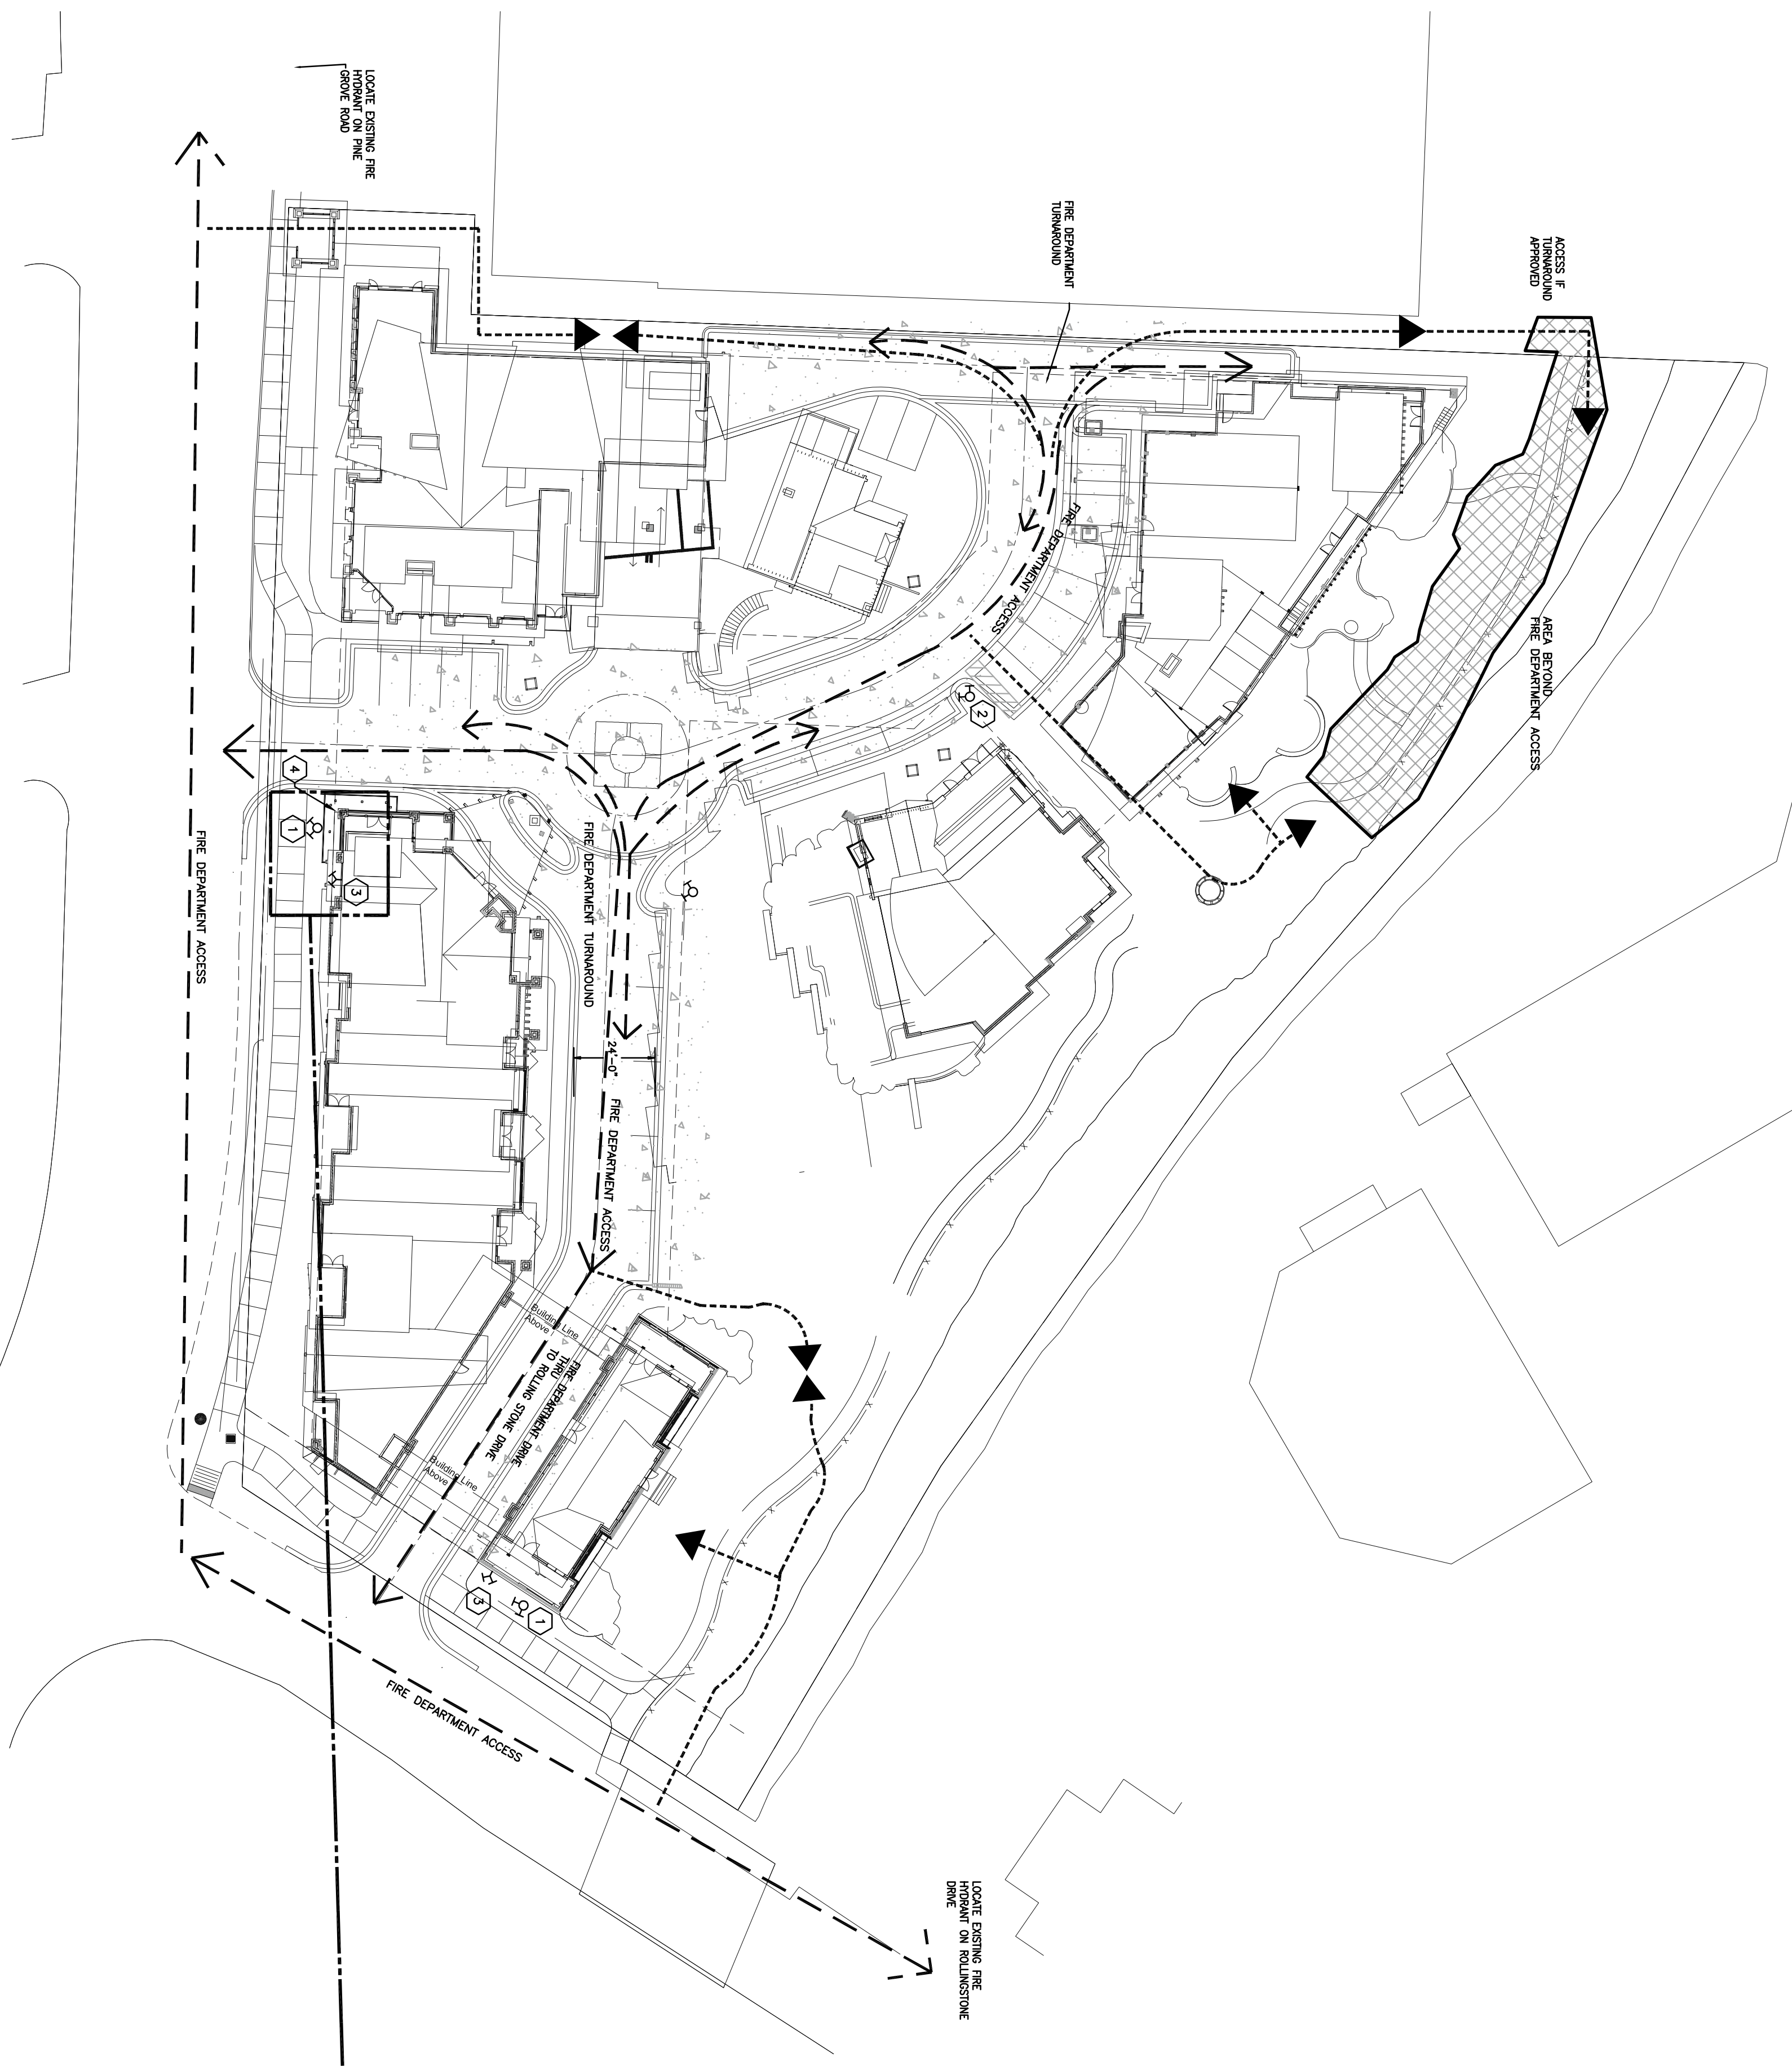 LOCATE EXISTING FIRE
HYDRANT ON PINE
GROVE ROAD
FIRE DEPARTMENT
TURNAROUND
ACCESS IF
TURNAROUND
APPROVED
FIRE DEPARTMENT ACCESS
AREA BEYOND
FIRE DEPARTMENT ACCESS
2
4
1
3
FIRE DEPARTMENT ACCESS
FIRE DEPARTMENT TURNAROUND
24'-0"
FIRE DEPARTMENT ACCESS
Building Line
Above
FIRE DEPARTMENT DRIVE
THRU
TO ROLLING STONE DRIVE
Building Line
Above
3
1
FIRE DEPARTMENT ACCESS
LOCATE EXISTING FIRE
HYDRANT ON ROLLINGSTONE
DRIVE